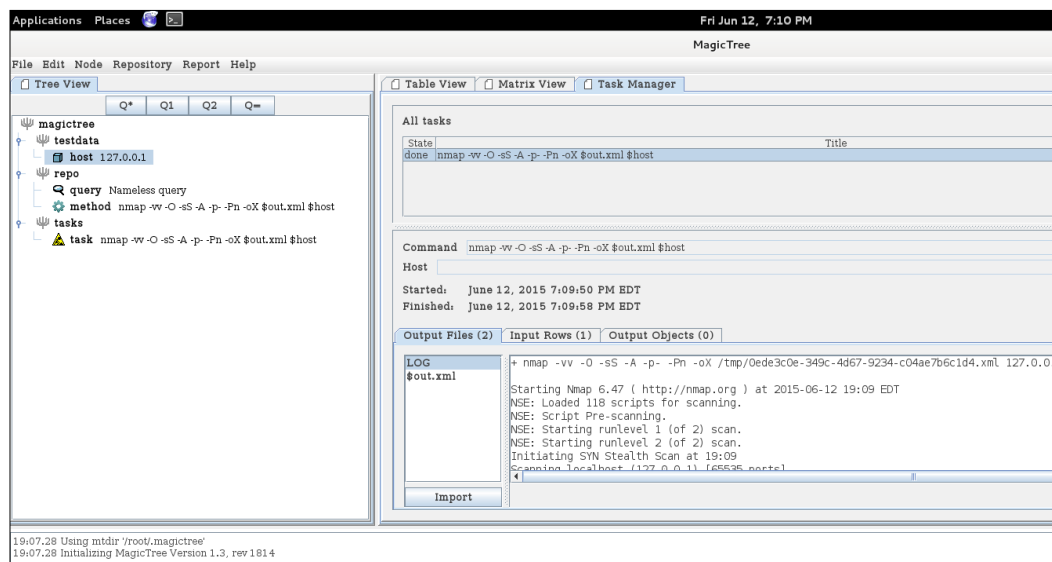 Applications Places Fri Jun 12, 7:10 PM
MagicTree
File Edit Node Repository Report Help
Tree View
Q* Q1 Q2 Q=
magictree
testdata
host 127.0.0.1
repo
query Nameless query
method nmap -vv -O -sS -A -p- -Pn -oX $out.xml $host
tasks
task nmap -vv -O -sS -A -p- -Pn -oX $out.xml $host
Table View Matrix View Task Manager
All tasks
State Title
done nmap -vv -O -sS -A -p- -Pn -oX $out.xml $host
Command nmap -vv -O -sS -A -p- -Pn -oX $out.xml $host
Host
Started: June 12, 2015 7:09:50 PM EDT
Finished: June 12, 2015 7:09:58 PM EDT
Output Files (2) Input Rows (1) Output Objects (0)
LOG
$out.xml
Import
+ nmap -vv -O -sS -A -p- -Pn -oX /tmp/0ede3c0e-349c-4d67-9234-c04ae7b6c1d4.xml 127.0.0
Starting Nmap 6.47 ( http://nmap.org ) at 2015-06-12 19:09 EDT
NSE: Loaded 118 scripts for scanning.
NSE: Script Pre-scanning.
NSE: Starting runlevel 1 (of 2) scan.
NSE: Starting runlevel 2 (of 2) scan.
Initiating SYN Stealth Scan at 19:09
Scanning localhost (127.0.0.1) [65535 ports]
19:07.28 Using mtdir '/root/.magictree'
19:07.28 Initializing MagicTree Version 1.3, rev 1814